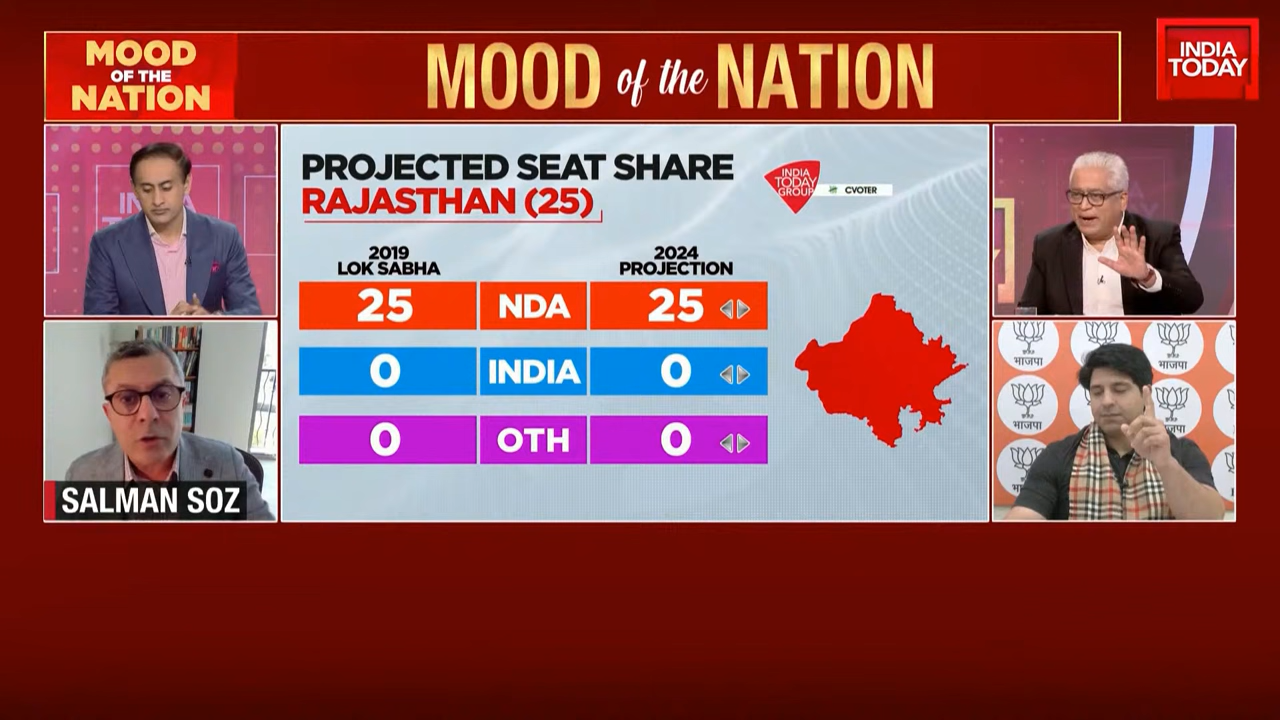 MOOD
OF THE
NATION
MOOD of the NATION
INDIA
TODAY
PROJECTED SEAT SHARE
RAJASTHAN (25)
INDIA
TODAY
GROUP
CVOTER
2019
LOK SABHA
2024
PROJECTION
25 NDA 25
0 INDIA 0
0 OTH 0
SALMAN SOZ
भाजपा
भाजपा
भाजपा
भाजपा